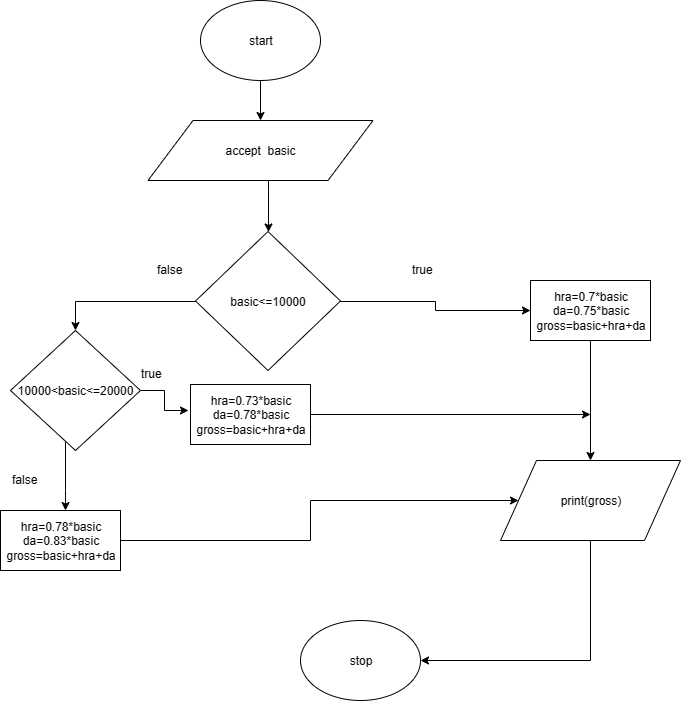 start
accept basic
false
true
basic<=10000
hra=0.7*basic
da=0.75*basic
gross=basic+hra+da
true
10000<basic<=20000
hra=0.73*basic
da=0.78*basic
gross=basic+hra+da
false
hra=0.78*basic
da=0.83*basic
gross=basic+hra+da
print(gross)
stop